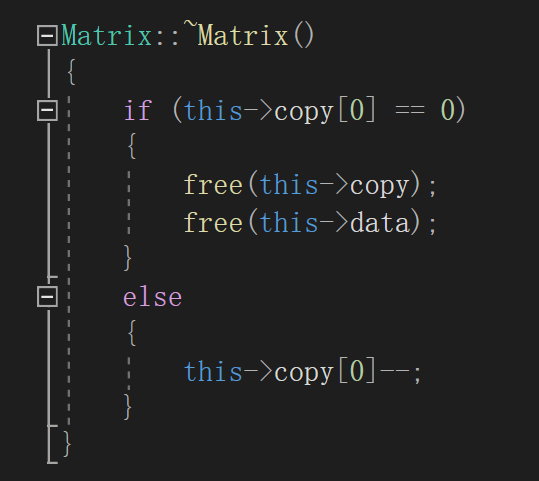 Matrix::~Matrix()
{
    if (this->copy[0] == 0)
    {
        free(this->copy);
        free(this->data);
    }
    else
    {
        this->copy[0]--;
    }
}